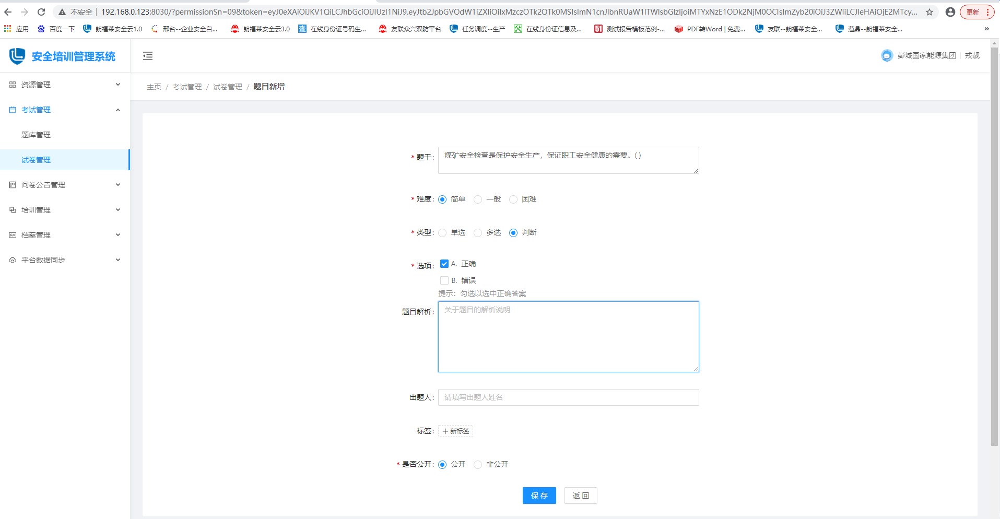 不安全 | 192.168.0.123:8030/?permissionSn=09&token=eyJ0eXAiOiJKV1QiLCJhbGciOiJIUzI1NiJ9.eyJtb2JpbGVOdW1iZXIiOiIxMzczOTk2OTk0MSIsImN1cnJlbnRUaW1lTWlsbGlzIjoiMTYxNzE1ODk2NjM0OCIsImZyb20iOiJ3ZWIiLCJleHAiOjE2MTcy... 更新
应用 百度一下 朗福莱安全云1.0 邢台--企业安全自... 朗福莱安全云3.0 查 在线身份证号码生... 友联众兴双防平台 任务调度--生产 在线身份证信息及... 51 测试报告模板范例-... PDF转Word | 免费... 友联--朗福莱安全... 蕴鼎--朗福莱安全... »
安全培训管理系统
彭城国家能源集团 戎靓
主页 / 考试管理 / 试卷管理 / 题目新增
资源管理
考试管理
题库管理
试卷管理
问卷公告管理
培训管理
档案管理
平台数据同步
* 题干: 煤矿安全检查是保护安全生产，保证职工安全健康的需要。( )
* 难度: 简单 一般 困难
* 类型: 单选 多选 判断
* 选项: A. 正确
B. 错误
提示：勾选以选中正确答案
题目解析: 关于题目的解析说明
出题人: 请填写出题人姓名
标签: + 新标签
* 是否公开: 公开 非公开
保存 返回